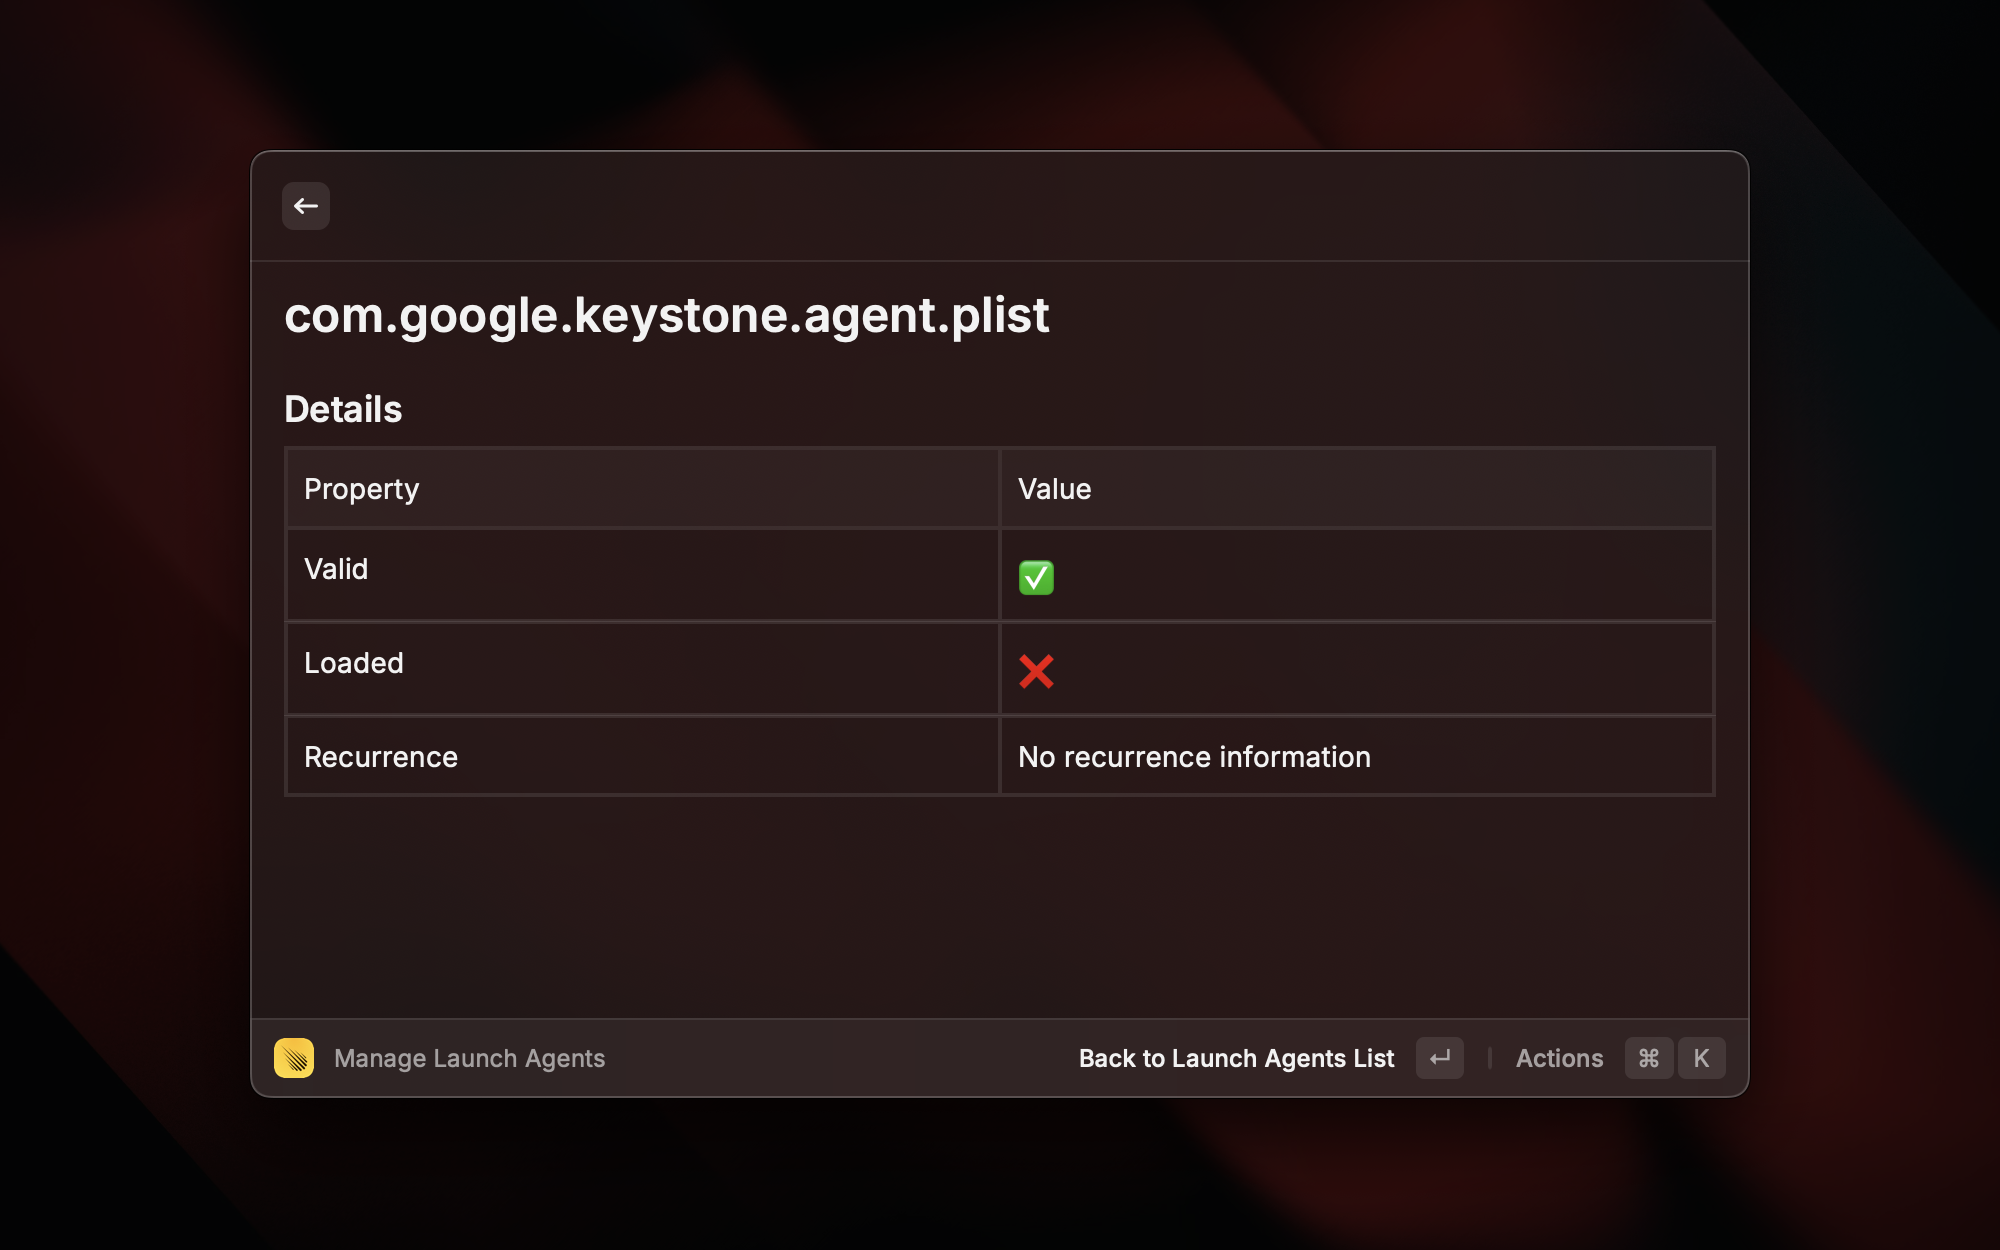 com.google.keystone.agent.plist
Details
Property Value
Valid ✅
Loaded ❌
Recurrence No recurrence information
Manage Launch Agents Back to Launch Agents List ↵ Actions ⌘ K